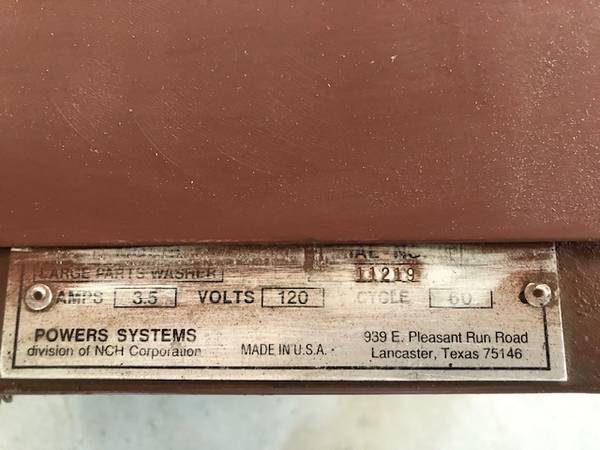 LARGE PARTS WASHER 11219
AMPS 3.5 VOLTS 120 CYCLE 60
POWERS SYSTEMS
division of NCH Corporation
MADE IN U.S.A.
939 E. Pleasant Run Road
Lancaster, Texas 75146